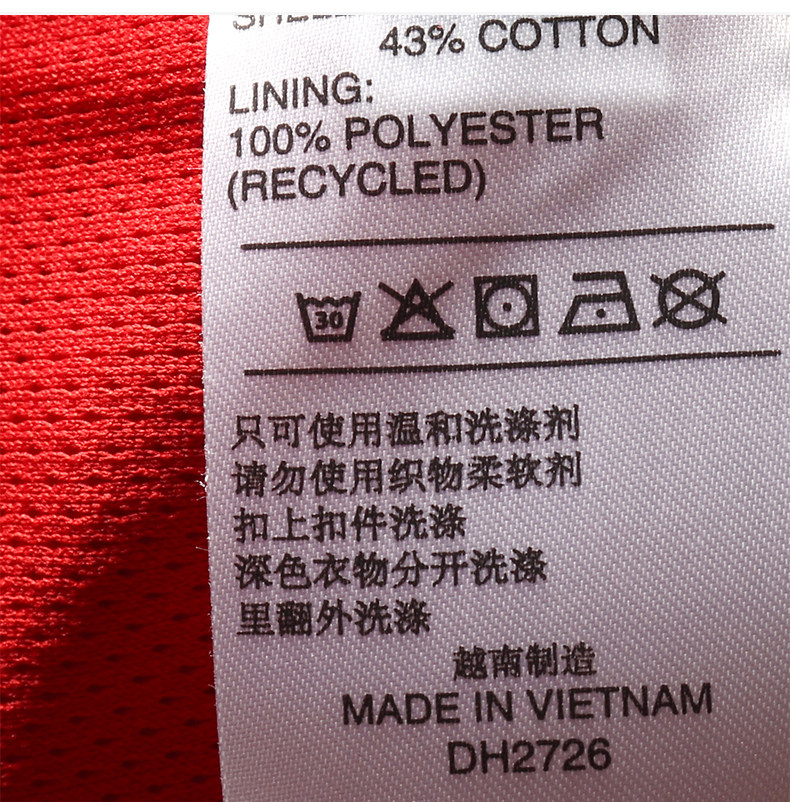 43% COTTON
LINING:
100% POLYESTER
(RECYCLED)
30
只可使用温和洗涤剂
请勿使用织物柔软剂
扣上扣件洗涤
深色衣物分开洗涤
里翻外洗涤
越南制造
MADE IN VIETNAM
DH2726